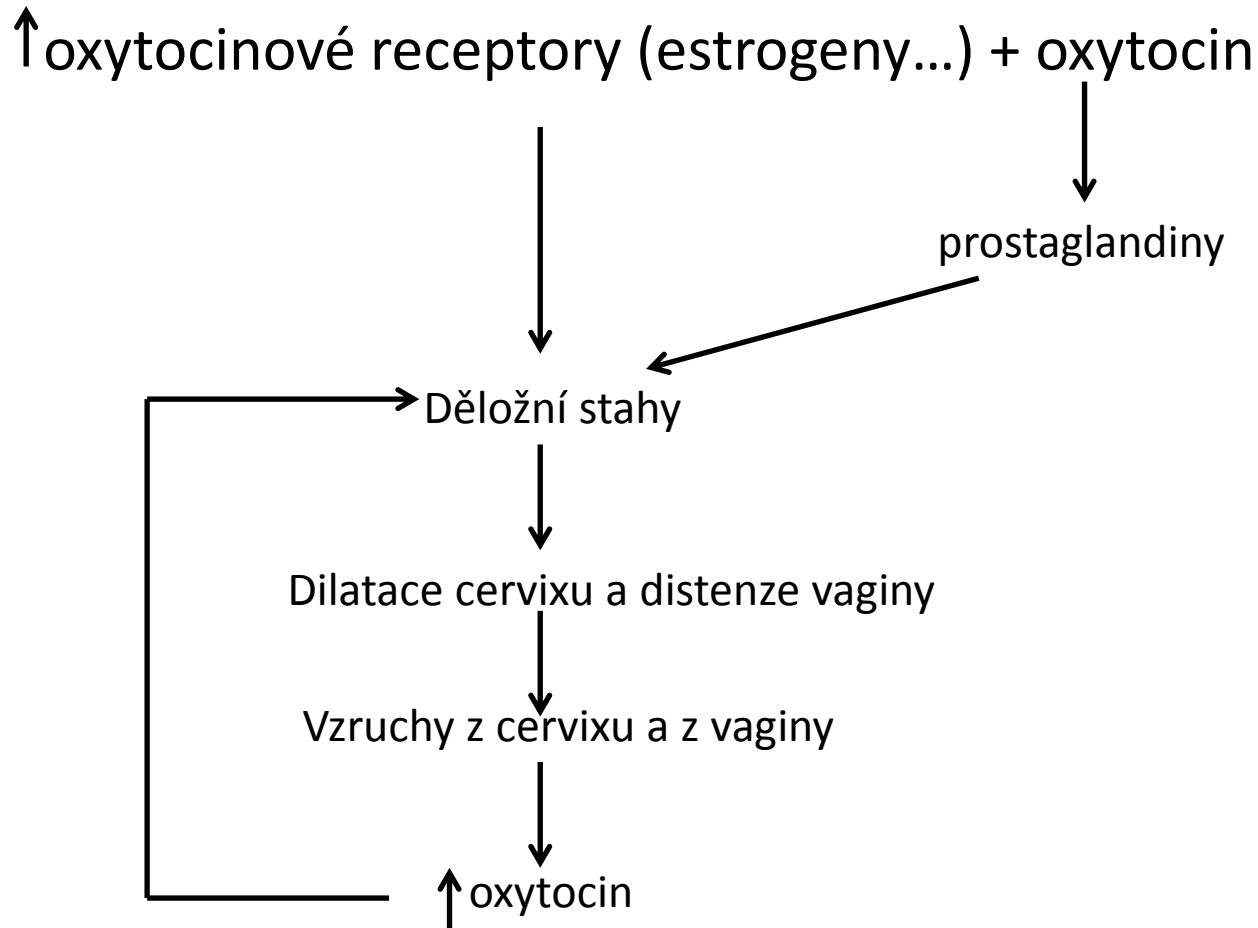 ↑oxytocinové receptory (estrogeny...) + oxytocin
prostaglandiny
Děložní stahy
Dilatace cervixu a distenze vaginy
Vzruchy z cervixu a z vaginy
↑oxytocin